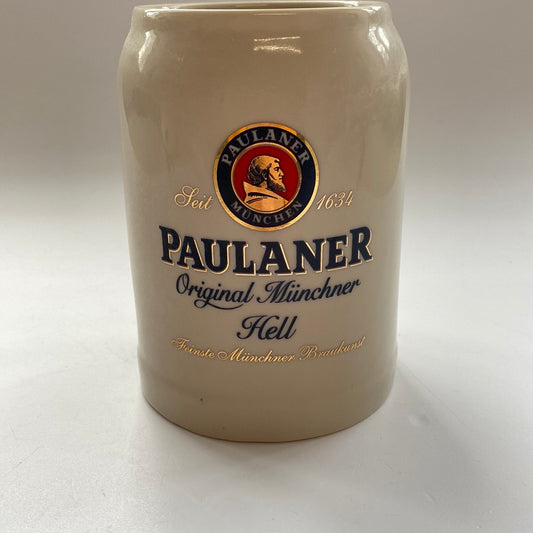 PAULANER
MÜNCHEN
Seit 1634
PAULANER
Original Münchner
Hell
Feinste Münchner Braukunst